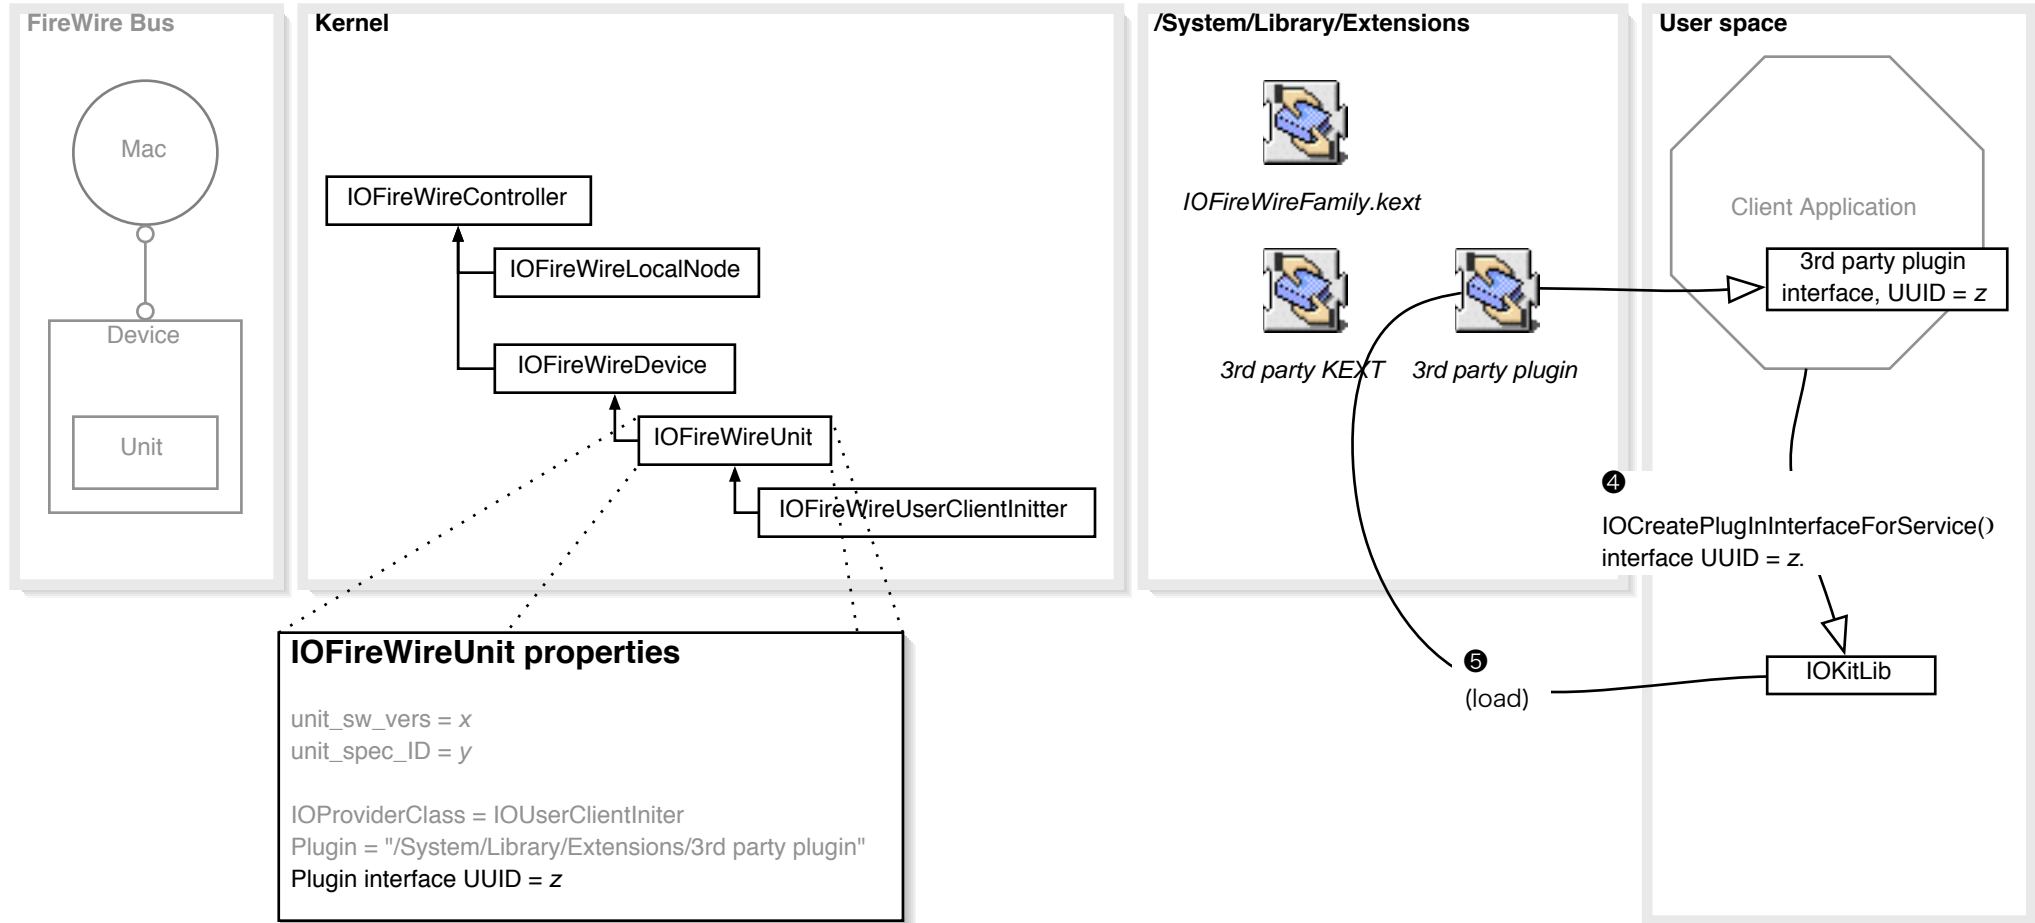 FireWire Bus
Mac
Device
Unit
Kernel
IOFireWireController
IOFireWireLocalNode
IOFireWireDevice
IOFireWireUnit
IOFireWireUserClientInitter
IOFireWireUnit properties
unit_sw_vers = x
unit_spec_ID = y
IOProviderClass = IOUserClientIniter
Plugin = "/System/Library/Extensions/3rd party plugin"
Plugin interface UUID = z
/System/Library/Extensions
IOFireWireFamily.kext
3rd party KEXT
3rd party plugin
❺
(load)
User space
Client Application
3rd party plugin
interface, UUID = z
❹
IOCreatePlugInInterfaceForService()
interface UUID = z.
IOKitLib